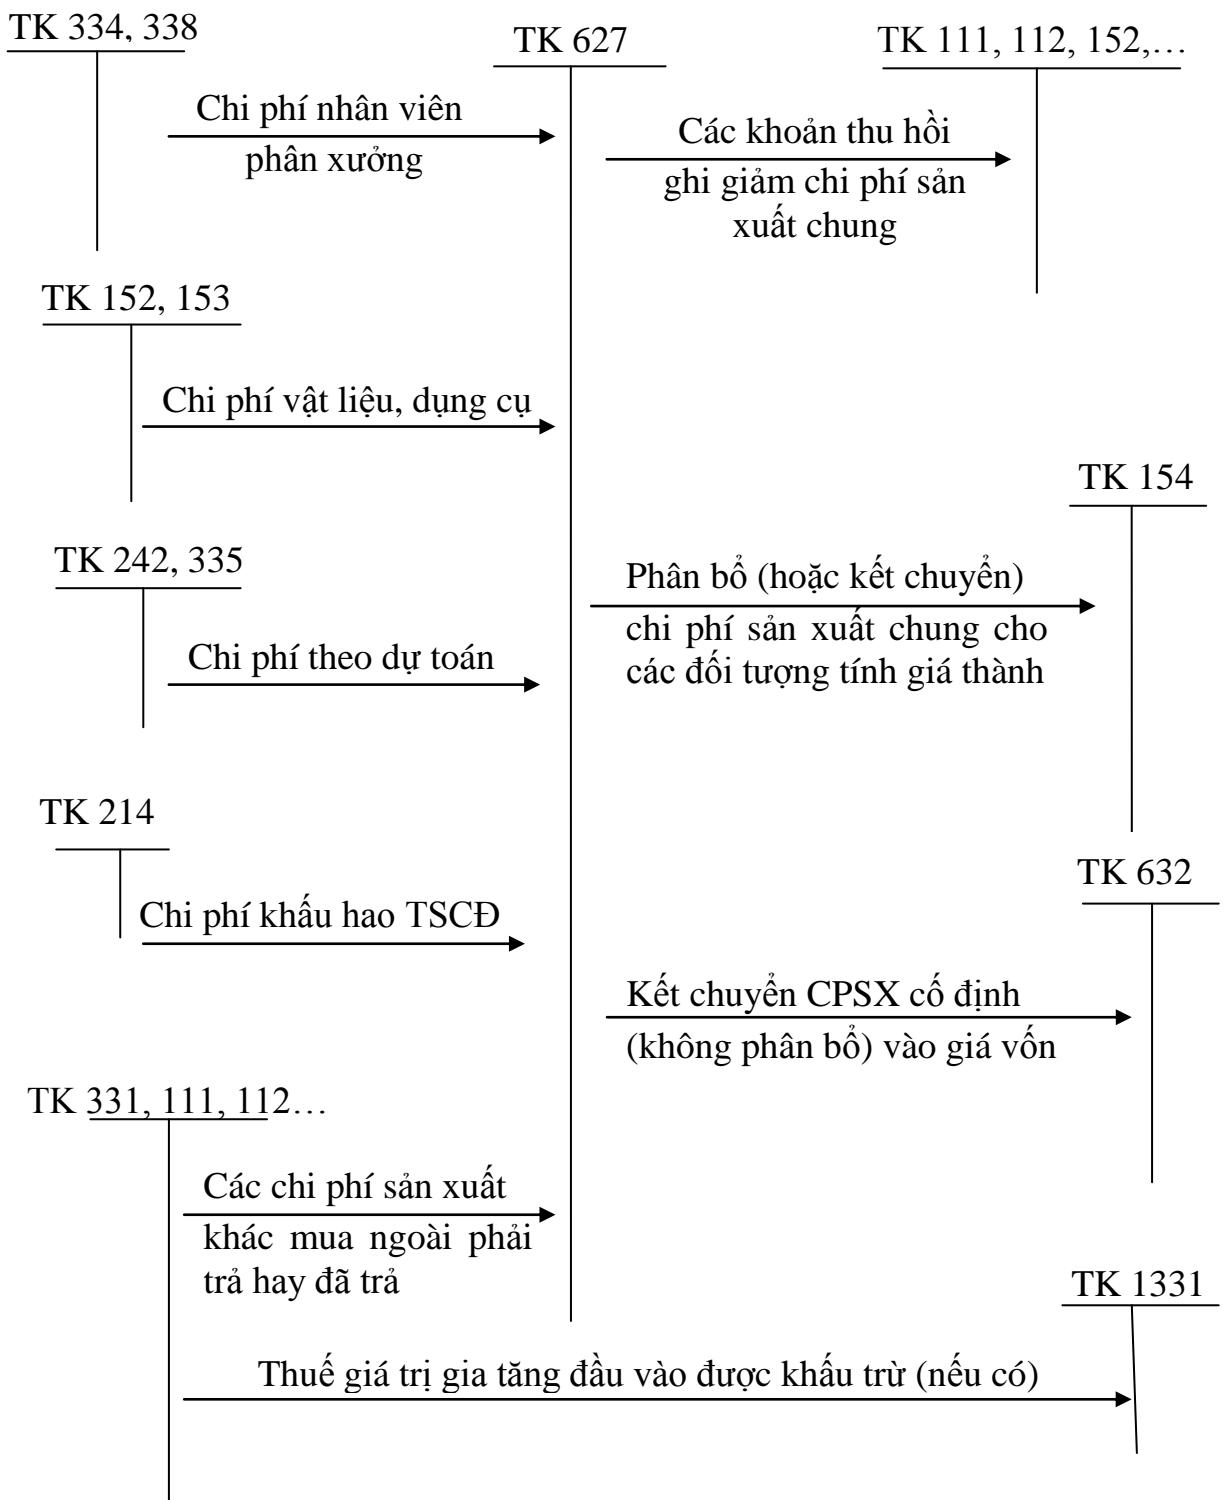 TK 334, 338
TK 627
TK 111, 112, 152,…
Chi phí nhân viên
phân xưởng
Các khoản thu hồi
ghi giảm chi phí sản
xuất chung
TK 152, 153
Chi phí vật liệu, dụng cụ
TK 154
TK 242, 335
Phân bổ (hoặc kết chuyển)
chi phí sản xuất chung cho
các đối tượng tính giá thành
Chi phí theo dự toán
TK 214
TK 632
Chi phí khấu hao TSCĐ
Kết chuyển CPSX cố định
(không phân bổ) vào giá vốn
TK 331, 111, 112…
Các chi phí sản xuất
khác mua ngoài phải
trả hay đã trả
TK 1331
Thuế giá trị gia tăng đầu vào được khấu trừ (nếu có)